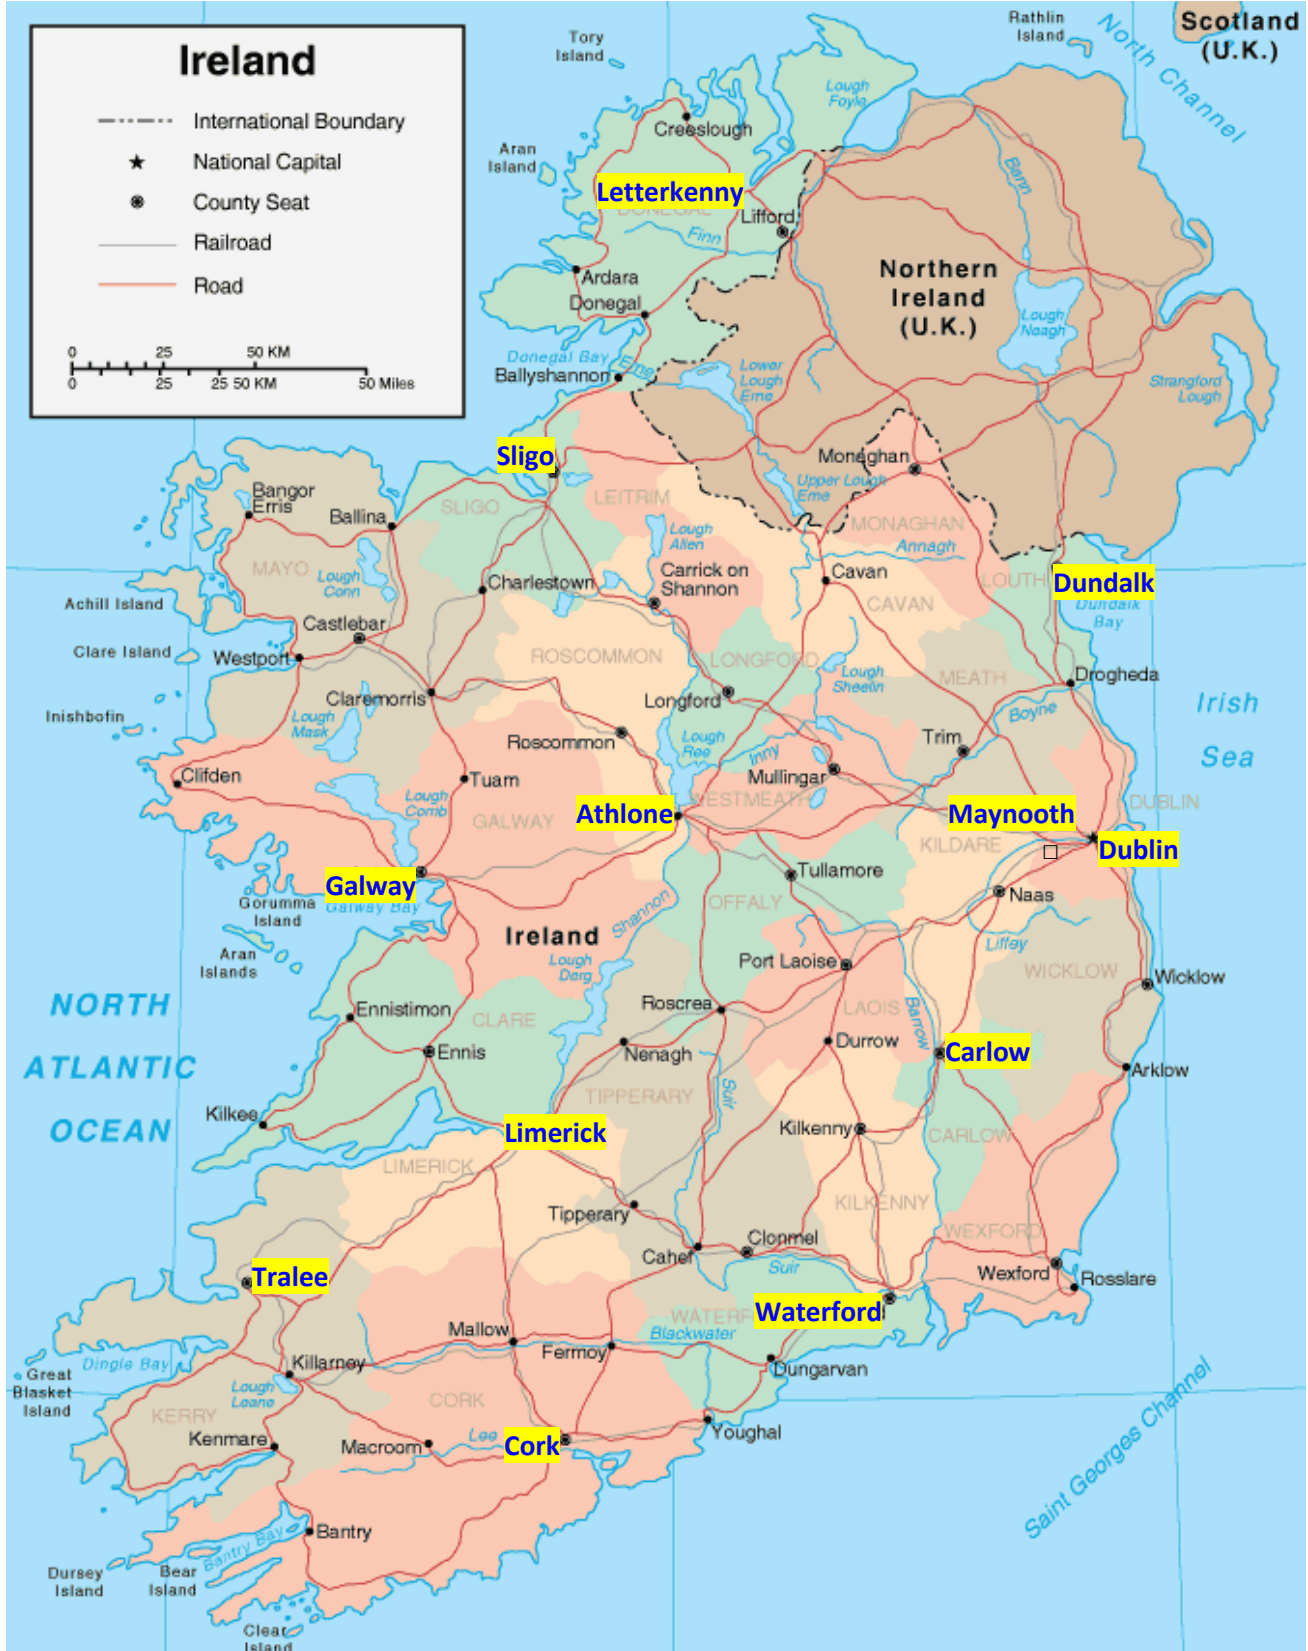 Ireland
International Boundary
National Capital
County Seat
Railroad
Road
0 25 50 KM
0 25 25 50 KM 50 Miles
Scotland
(U.K.)
North Channel
Rathlin
Island
Tory
Island
Aran
Island
Lough
Foyle
Creeslough
Letterkenny
DONEGAL
Lifford
Finn
Bann
Ardara
Donegal
Northern
Ireland
(U.K.)
Lough
Neagh
Donegal Bay
Erne
Ballyshannon
Lower
Lough
Erne
Strangford
Lough
Sligo
Monaghan
Upper Lough
Erne
Bangor
Erris
Ballina
SLIGO
LEITRIM
MONAGHAN
Annagh
Lough
Allen
MAYO
Lough
Conn
Charlestown
Carrick on
Shannon
Cavan
CAVAN
LOUTH
Dundalk
Dundalk
Bay
Achill Island
Castlebar
Clare Island
Westport
ROSCOMMON
LONGFORD
Lough
Sheelin
MEATH
Drogheda
Claremorris
Longford
Inishbofin
Lough
Mask
Boyne
Irish
Sea
Roscommon
Lough
Ree
Inny
Trim
Clifden
Tuam
Mullingar
Lough
Corrib
GALWAY
Athlone
WESTMEATH
Maynooth
DUBLIN
KILDARE
Dublin
Galway
Galway Bay
Gorumma
Island
Tullamore
Naas
OFFALY
Shannon
Ireland
Liffey
Aran
Islands
Lough
Derg
Port Laoise
WICKLOW
Wicklow
NORTH
ATLANTIC
OCEAN
Ennistimon
CLARE
Roscrea
LAOIS
Barrow
Ennis
Nenagh
Durrow
Carlow
Arklow
TIPPERARY
Suir
Kilkee
Limerick
Kilkenny
CARLOW
LIMERICK
KILKENNY
Tipperary
WEXFORD
Cahef
Clonmel
Suir
Tralee
Wexford
Rosslare
Waterford
WATERF
Mallow
Blackwater
Fermoy
Dingle Bay
Killarney
Dungarvan
Great
Blasket
Island
Lough
Leane
KERRY
CORK
Youghal
Kenmare
Macroom
Lee
Cork
Saint Georges Channel
Bantry
Bantry Bay
Dursey
Island
Bear
Island
Clear
Island